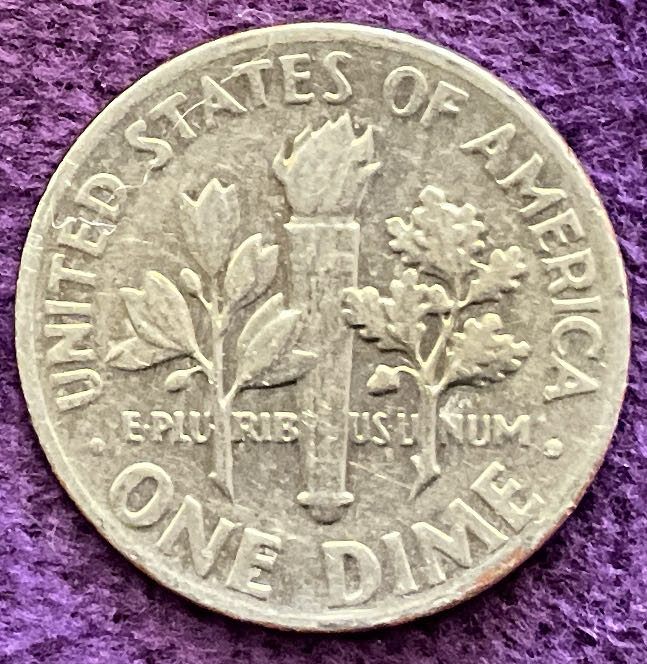 UNITED STATES OF AMERICA
E·PLURIBUS·UNUM
ONE DIME